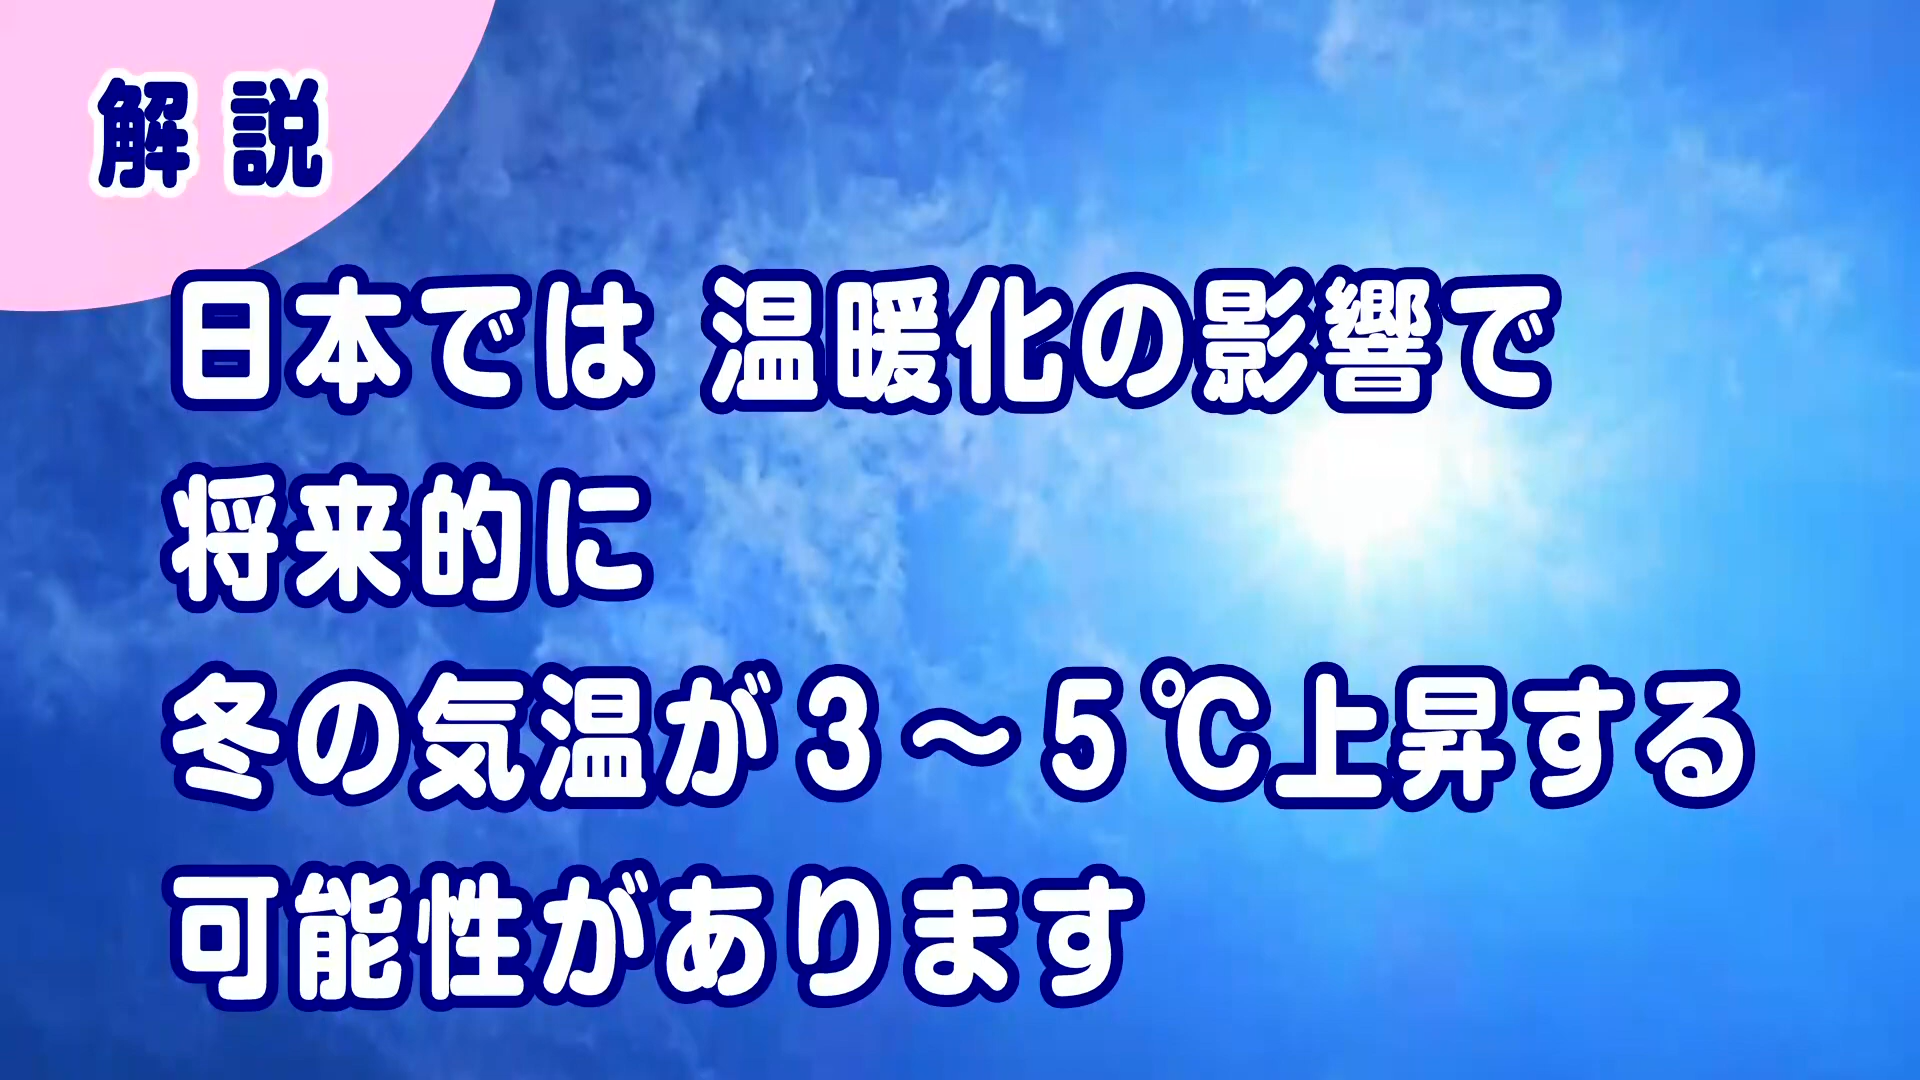 解説
日本では 温暖化の影響で
将来的に
冬の気温が３～５℃上昇する
可能性があります